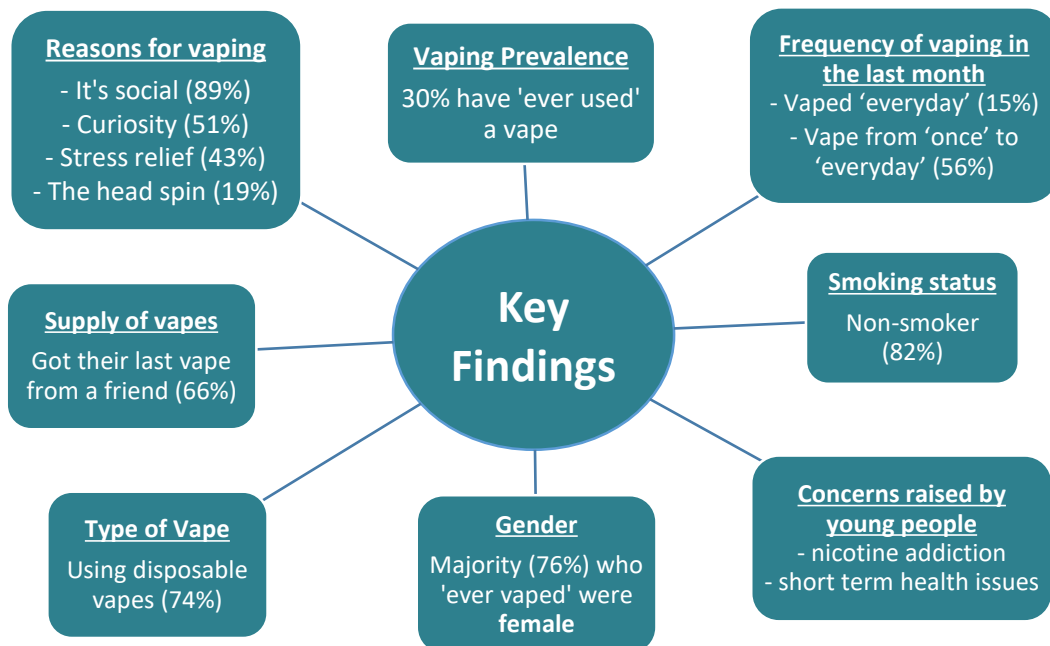 Reasons for vaping
- It's social (89%)
- Curiosity (51%)
- Stress relief (43%)
- The head spin (19%)
Vaping Prevalence
30% have 'ever used'
a vape
Frequency of vaping in
the last month
- Vaped ‘everyday’ (15%)
- Vape from ‘once’ to
‘everyday’ (56%)
Supply of vapes
Got their last vape
from a friend (66%)
Key
Findings
Smoking status
Non-smoker
(82%)
Type of Vape
Using disposable
vapes (74%)
Gender
Majority (76%) who
'ever vaped' were
female
Concerns raised by
young people
- nicotine addiction
- short term health issues